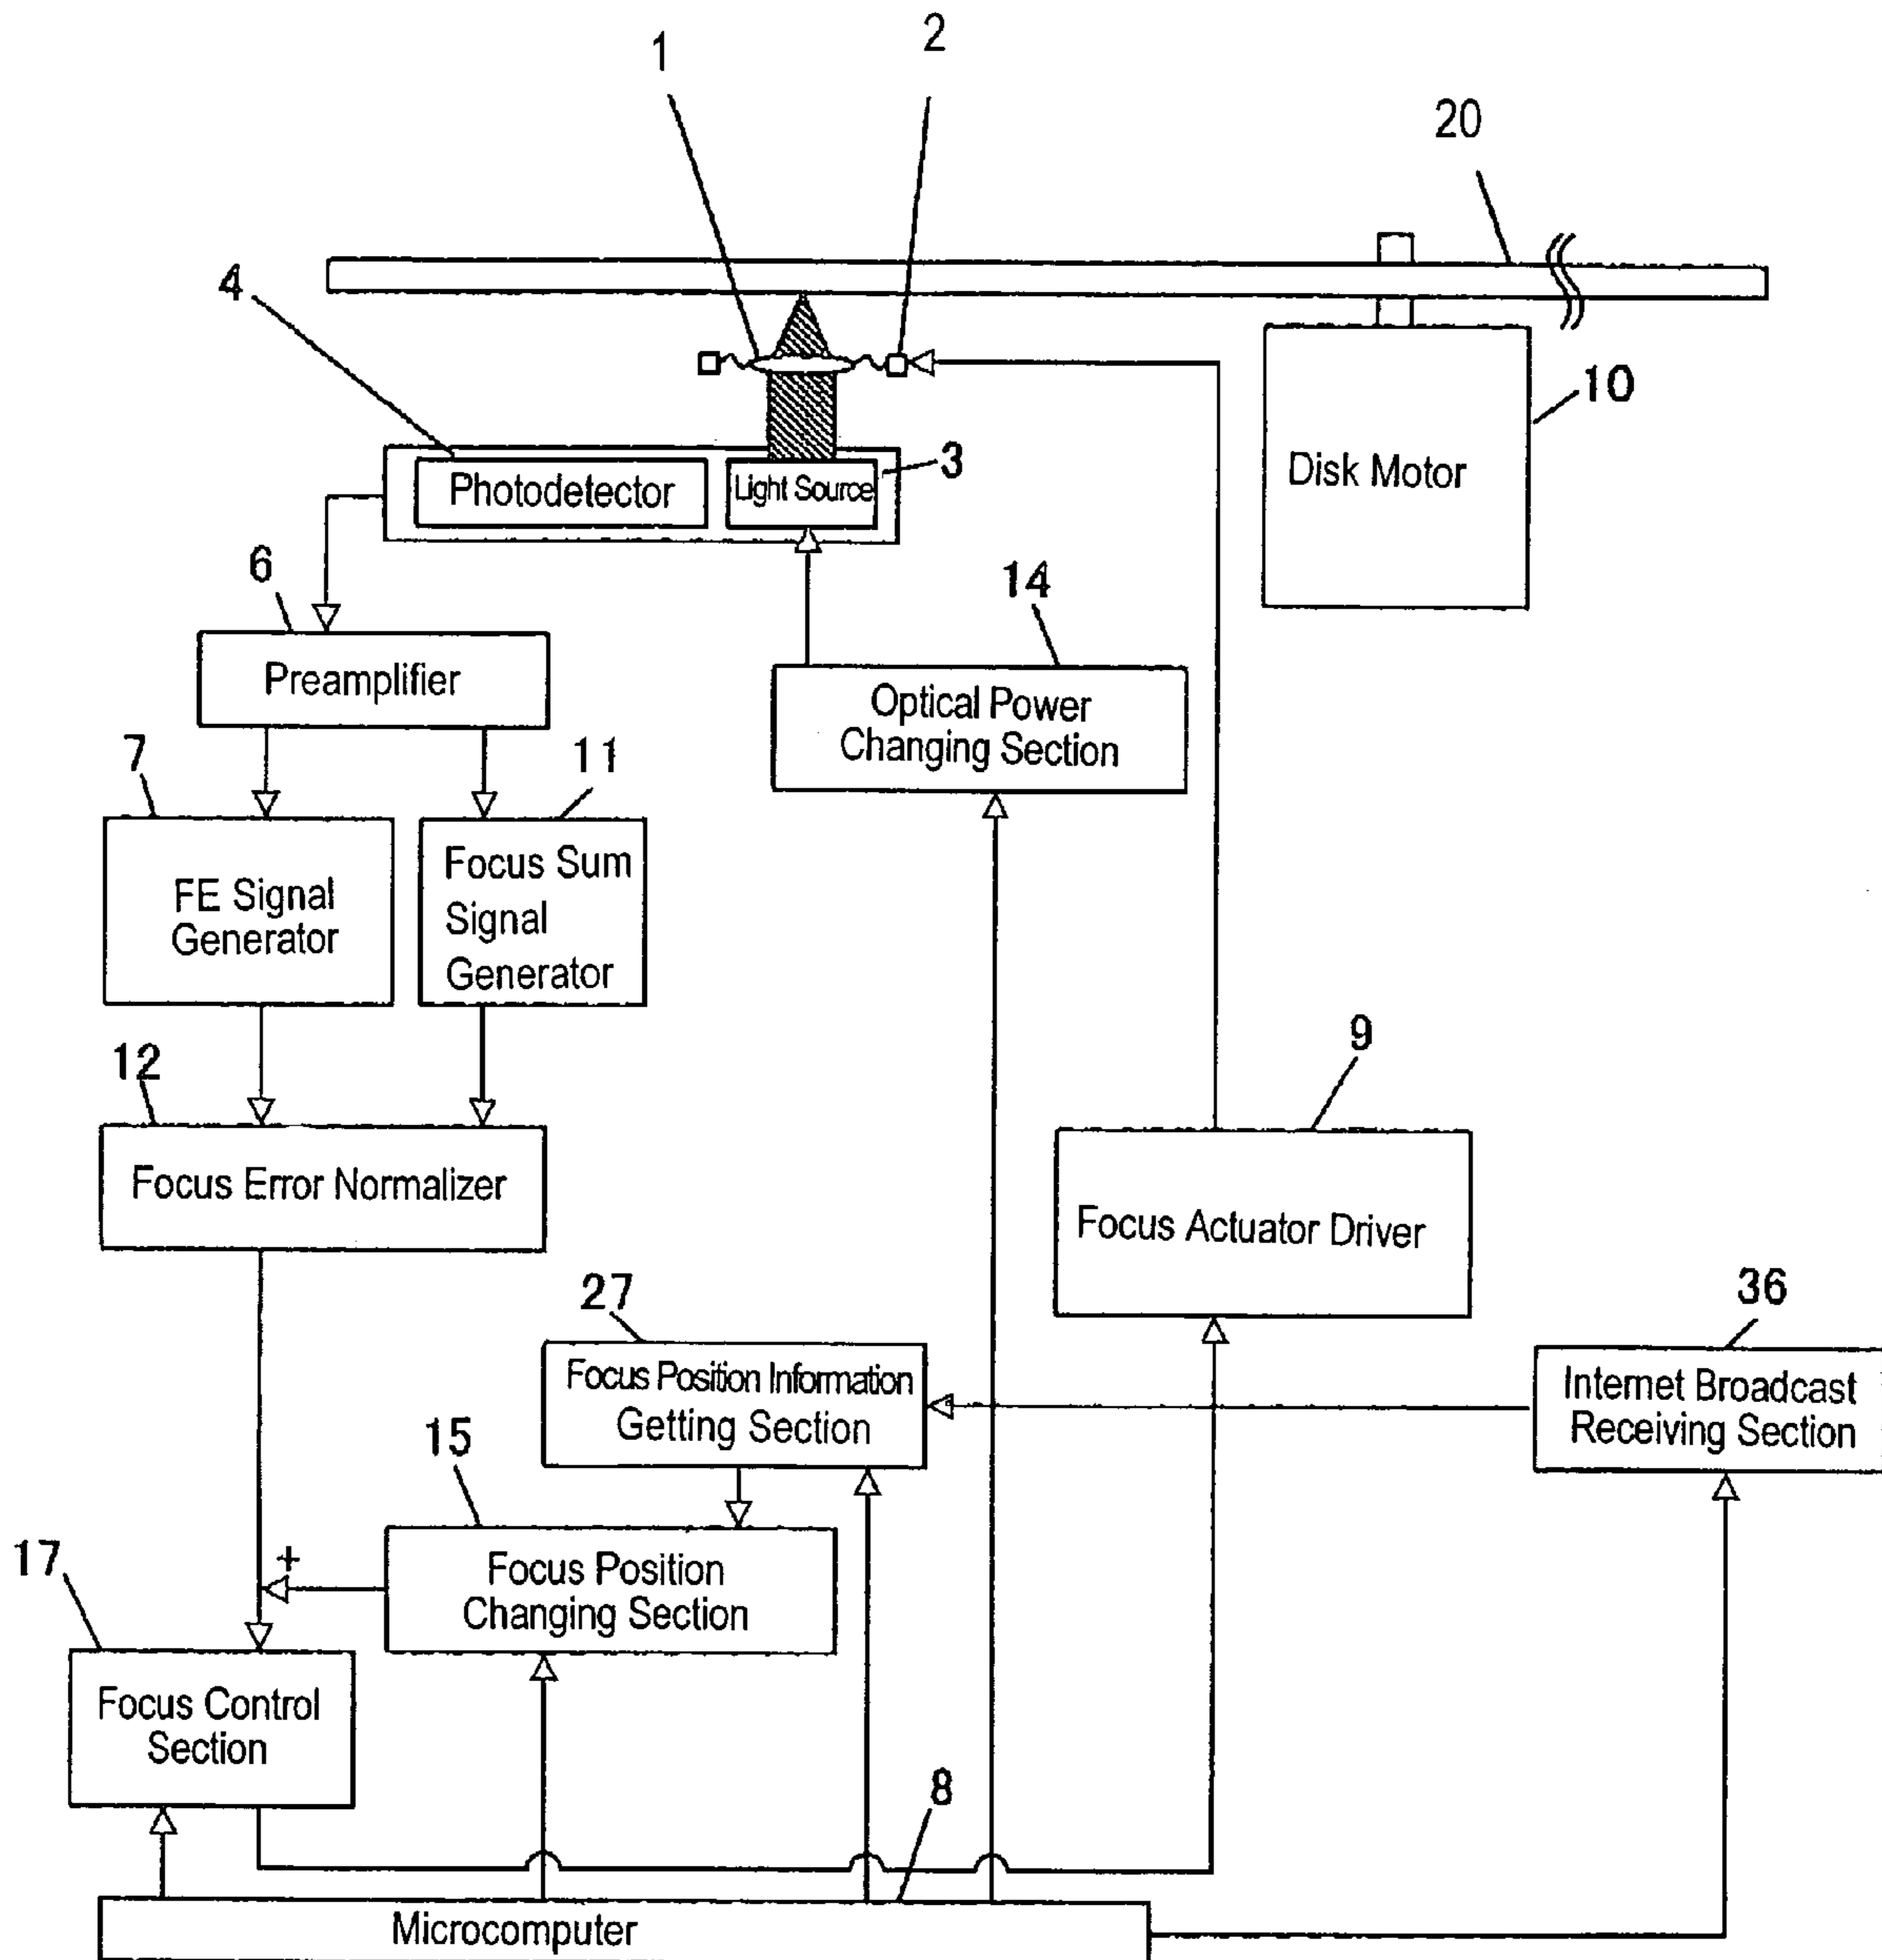 1
2
20
4
10
Disk Motor
3
Photodetector
Light Source
6
14
Preamplifier
Optical Power
Changing Section
7
11
FE Signal
Generator
Focus Sum
Signal
Generator
12
9
Focus Error Normalizer
Focus Actuator Driver
27
36
Focus Position Information
Getting Section
Internet Broadcast
Receiving Section
15
17
+
Focus Position
Changing Section
Focus Control
Section
8
Microcomputer